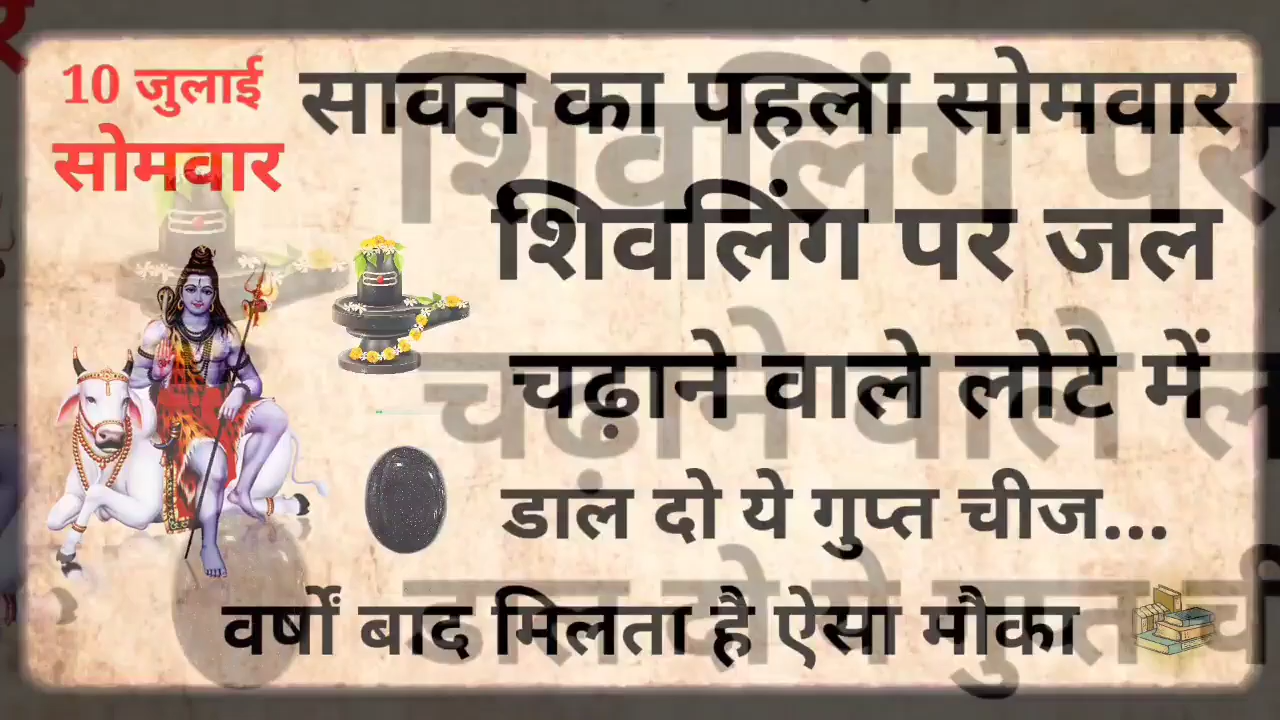 10 जुलाई
सोमवार
सावन का पहला सोमवार
शिवलिंग पर जल
चढ़ाने वाले लोटे में
डाल दो ये गुप्त चीज...
वर्षों बाद मिलता है ऐसा मौका